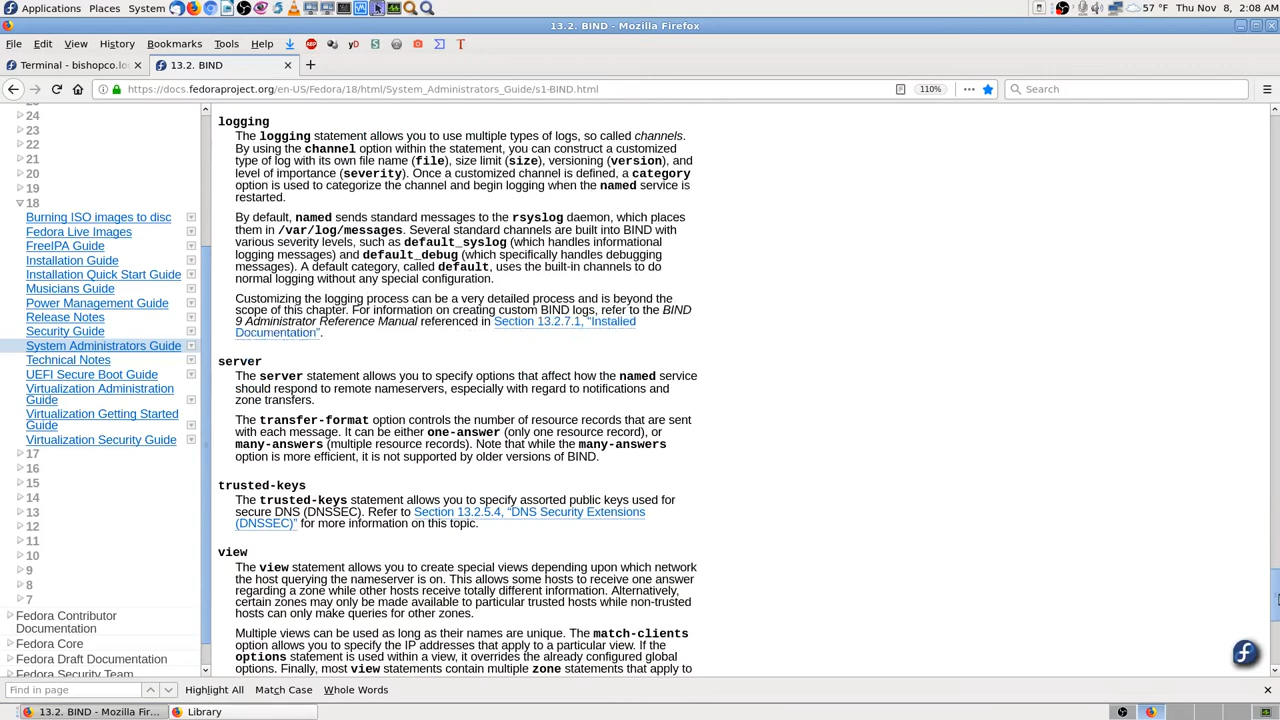 Applications Places System 57 °F Thu Nov 8, 2:08 AM
13.2. BIND - Mozilla Firefox
File Edit View History Bookmarks Tools Help
Terminal - bishopco.lo
13.2. BIND
https://docs.fedoraproject.org/en-US/Fedora/18/html/System_Administrators_Guide/s1-BIND.html 110% Search
24
23
22
21
20
19
18
Burning ISO images to disc
Fedora Live Images
FreeIPA Guide
Installation Guide
Installation Quick Start Guide
Musicians Guide
Power Management Guide
Release Notes
Security Guide
System Administrators Guide
Technical Notes
UEFI Secure Boot Guide
Virtualization Administration
Guide
Virtualization Getting Started
Guide
Virtualization Security Guide
17
16
15
14
13
12
11
10
9
8
7
Fedora Contributor
Documentation
Fedora Core
Fedora Draft Documentation
Fedora Security Team
logging
The logging statement allows you to use multiple types of logs, so called channels.
By using the channel option within the statement, you can construct a customized
type of log with its own file name (file), size limit (size), versioning (version), and
level of importance (severity). Once a customized channel is defined, a category
option is used to categorize the channel and begin logging when the named service is
restarted.
By default, named sends standard messages to the rsyslog daemon, which places
them in /var/log/messages. Several standard channels are built into BIND with
various severity levels, such as default_syslog (which handles informational
logging messages) and default_debug (which specifically handles debugging
messages). A default category, called default, uses the built-in channels to do
normal logging without any special configuration.
Customizing the logging process can be a very detailed process and is beyond the
scope of this chapter. For information on creating custom BIND logs, refer to the BIND
9 Administrator Reference Manual referenced in Section 13.2.7.1, “Installed
Documentation”.
server
The server statement allows you to specify options that affect how the named service
should respond to remote nameservers, especially with regard to notifications and
zone transfers.
The transfer-format option controls the number of resource records that are sent
with each message. It can be either one-answer (only one resource record), or
many-answers (multiple resource records). Note that while the many-answers
option is more efficient, it is not supported by older versions of BIND.
trusted-keys
The trusted-keys statement allows you to specify assorted public keys used for
secure DNS (DNSSEC). Refer to Section 13.2.5.4, “DNS Security Extensions
(DNSSEC)” for more information on this topic.
view
The view statement allows you to create special views depending upon which network
the host querying the nameserver is on. This allows some hosts to receive one answer
regarding a zone while other hosts receive totally different information. Alternatively,
certain zones may only be made available to particular trusted hosts while non-trusted
hosts can only make queries for other zones.
Multiple views can be used as long as their names are unique. The match-clients
option allows you to specify the IP addresses that apply to a particular view. If the
options statement is used within a view, it overrides the already configured global
options. Finally, most view statements contain multiple zone statements that apply to
Find in page Highlight All Match Case Whole Words
13.2. BIND - Mozilla Fir... Library